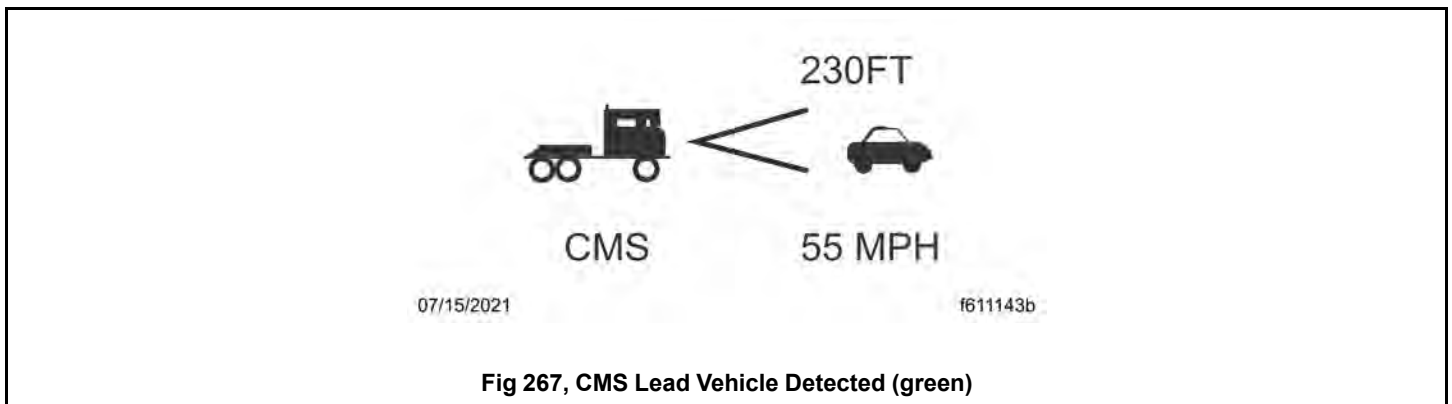 230FT
CMS 55 MPH
07/15/2021 f611143b
Fig 267, CMS Lead Vehicle Detected (green)